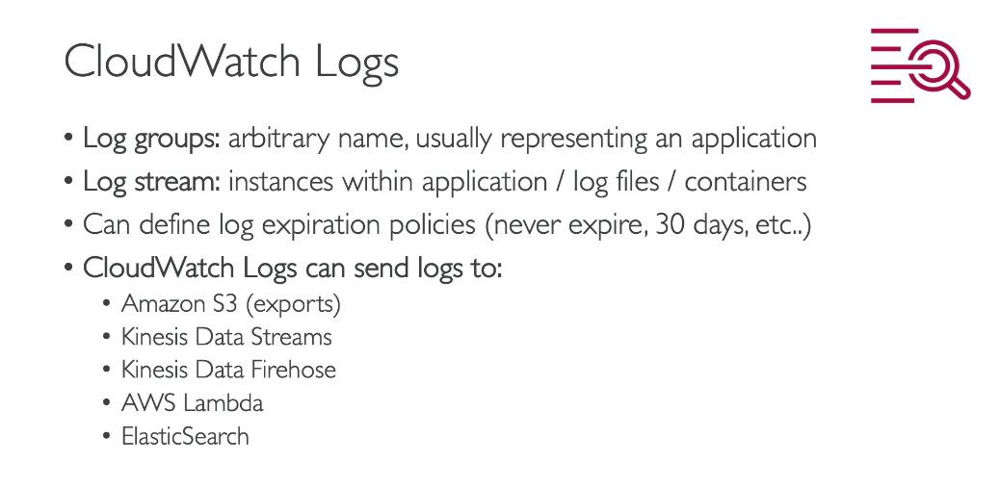 CloudWatch Logs
• Log groups: arbitrary name, usually representing an application
• Log stream: instances within application / log files / containers
• Can define log expiration policies (never expire, 30 days, etc..)
• CloudWatch Logs can send logs to:
• Amazon S3 (exports)
• Kinesis Data Streams
• Kinesis Data Firehose
• AWS Lambda
• ElasticSearch